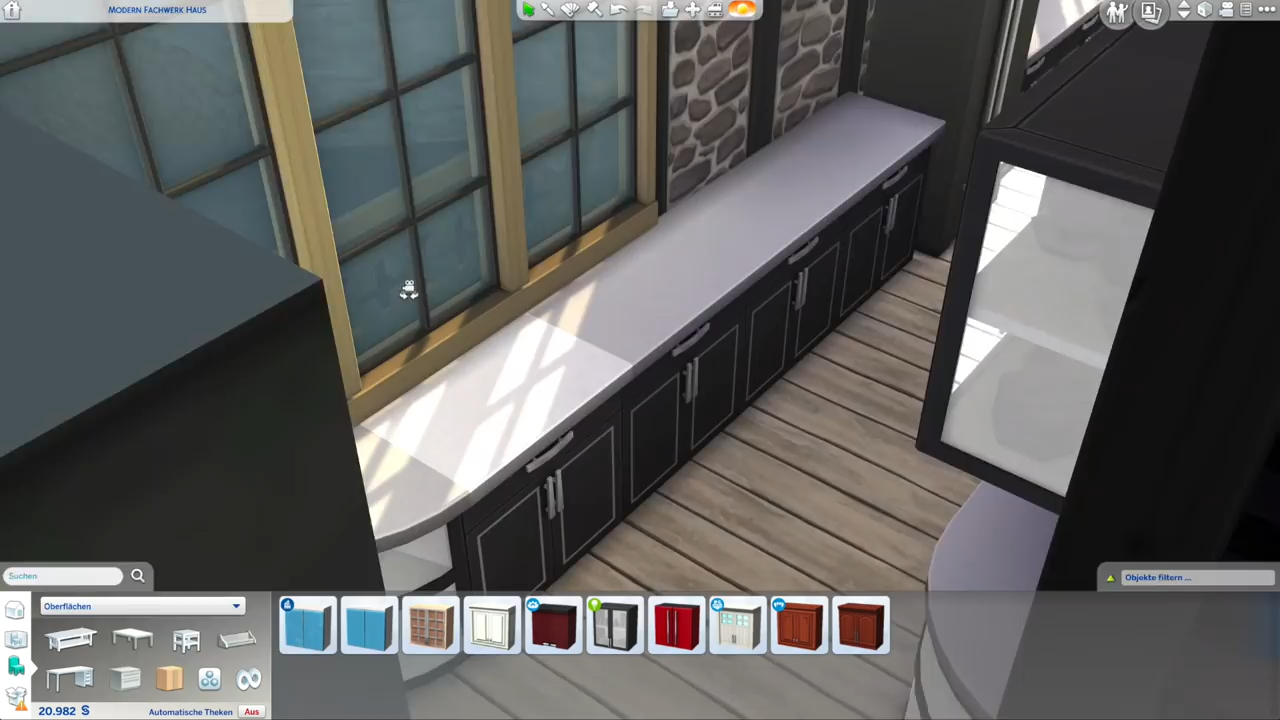 Modern Fachwerk Haus
Suchen
Objekte filtern ...
Oberflächen
20.982 $
Automatische Theken
Aus